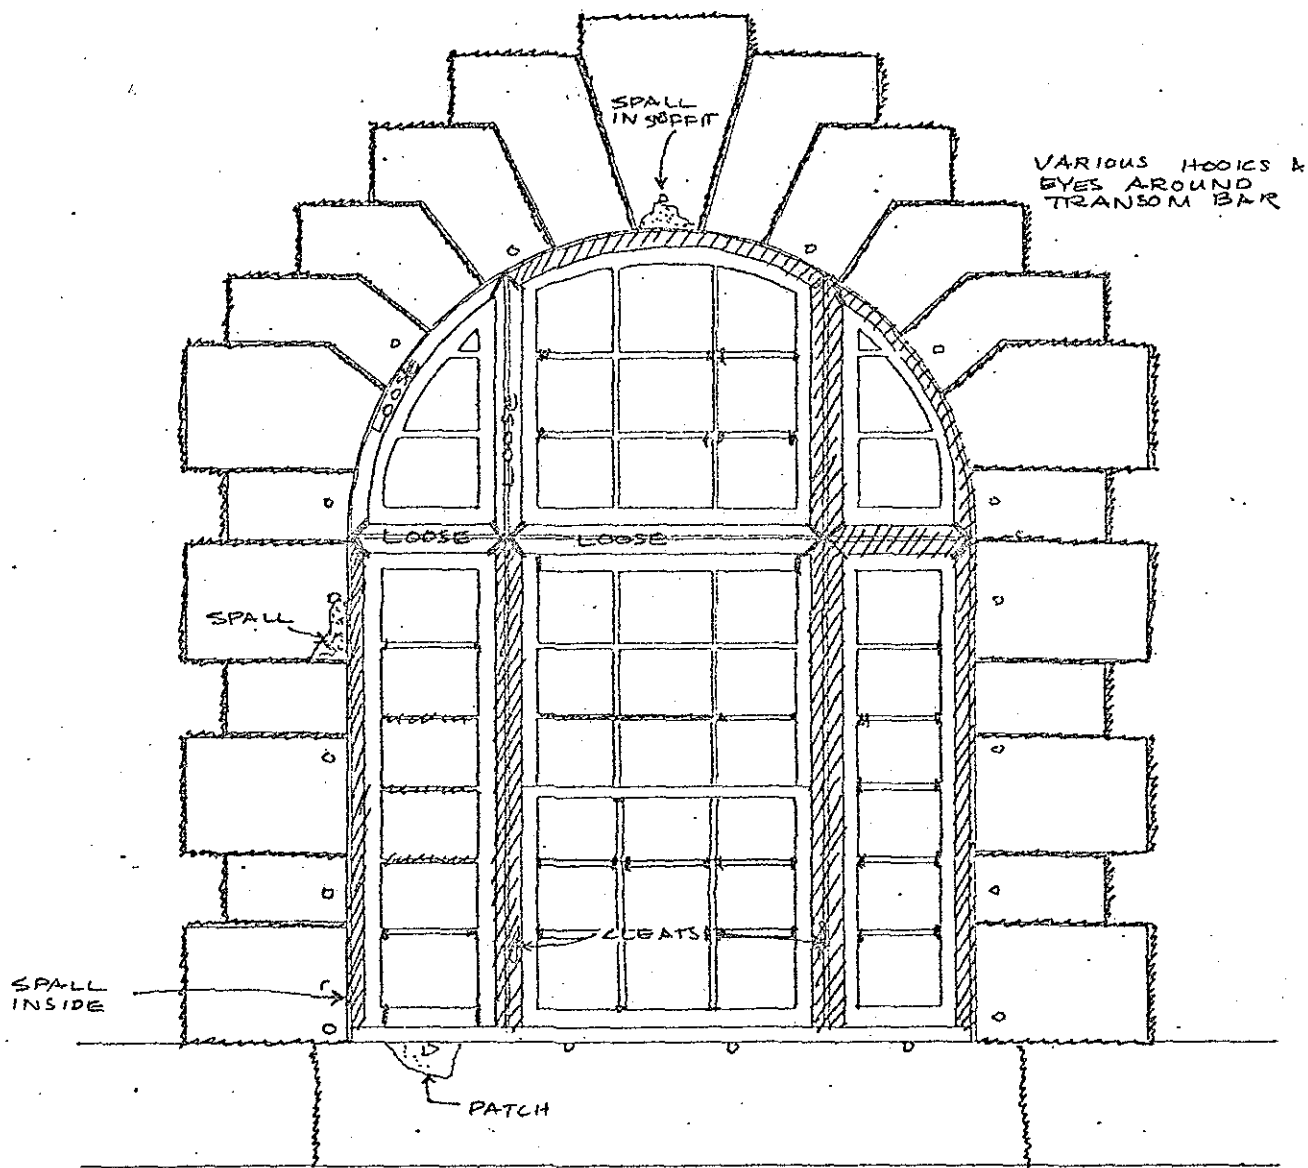 SPALL
IN SOFFIT
VARIOUS HOOKS &
EYES AROUND
TRANSOM BAR
LOOSE
LOOSE
LOOSE
LOOSE
SPALL
CLEATS
SPALL
INSIDE
PATCH